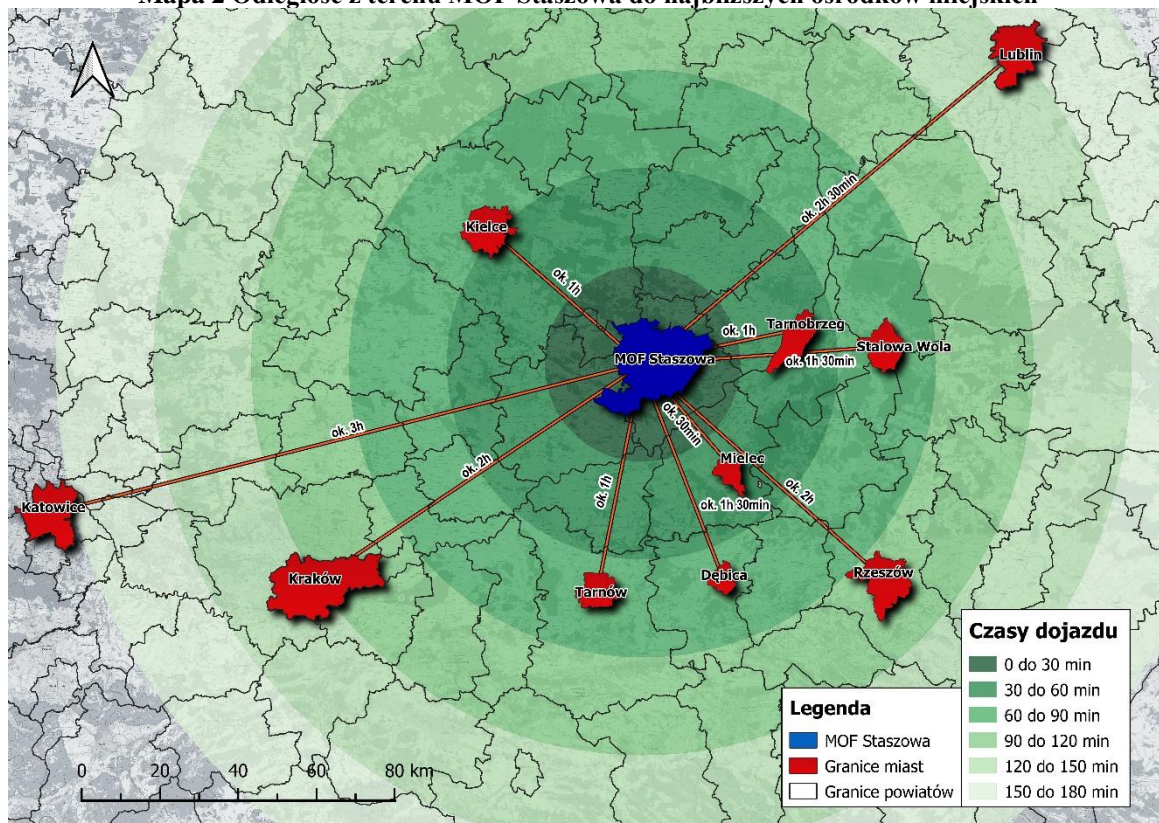 Mapa 2 Odległość z terenu MOF Staszowa do najbliższych ośrodków miejskich
Lublin
ok. 2h 30min
Kielce
ok. 1h
Tarnobrzeg
ok. 1h
Stalowa Wola
MOF Staszowa
ok. 1h 30min
ok. 30min
ok. 3h
ok. 2h
Mielec
ok. 1h
ok. 2h
ok. 1h 30min
Katowice
Kraków
Tarnów
Dębica
Rzeszów
Czasy dojazdu
0 do 30 min
30 do 60 min
60 do 90 min
90 do 120 min
120 do 150 min
150 do 180 min
Legenda
MOF Staszowa
Granice miast
Granice powiatów
0 20 40 60 80 km